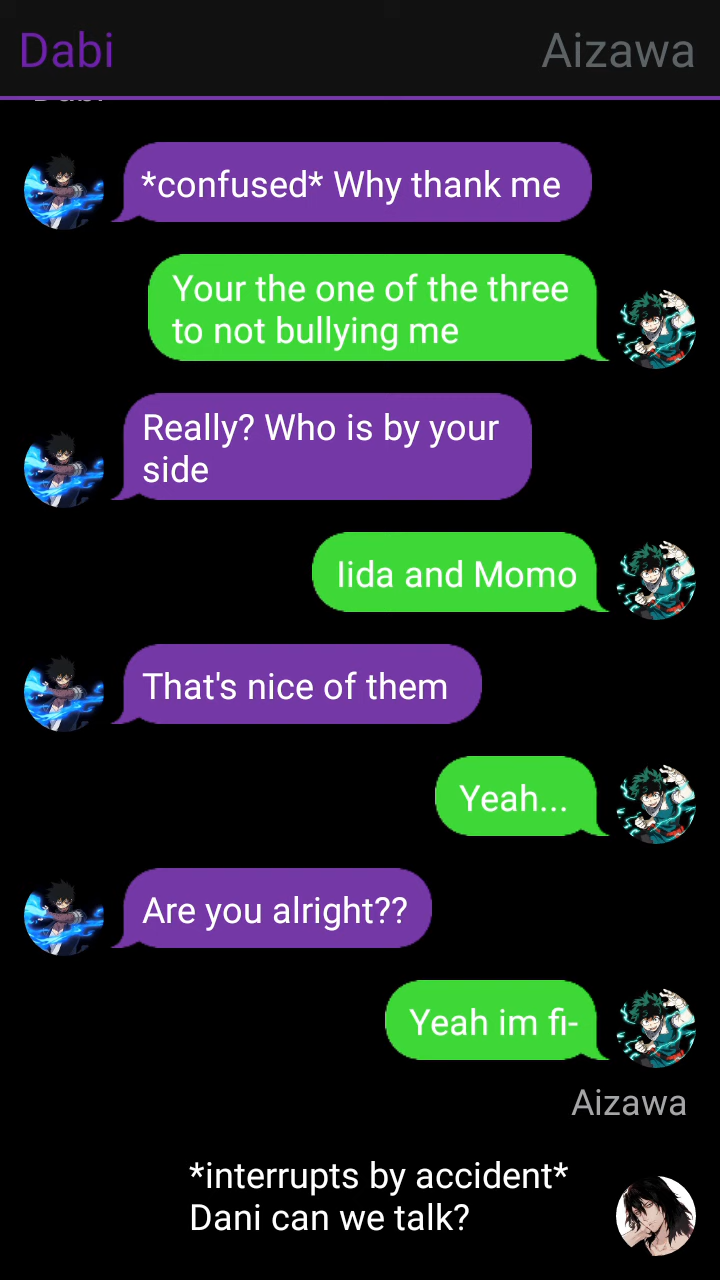 Dabi
Aizawa
*confused* Why thank me
Your the one of the three
to not bullying me
Really? Who is by your
side
Iida and Momo
That's nice of them
Yeah...
Are you alright??
Yeah im fi-
Aizawa
*interrupts by accident*
Dani can we talk?